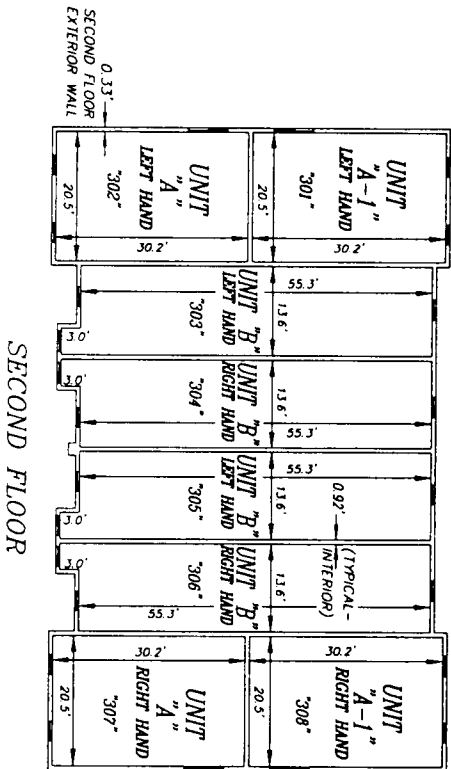 0.33'
SECOND FLOOR
EXTERIOR WALL
UNIT
"A-1"
LEFT HAND
"301"
20.5'
30.2'
UNIT
"A"
LEFT HAND
"302"
20.5'
30.2'
UNIT "B"
LEFT HAND
"303"
55.3'
13.6'
3.0'
UNIT "B"
RIGHT HAND
"304"
13.6'
55.3'
3.0'
UNIT "B"
LEFT HAND
"305"
55.3'
13.6'
3.0'
0.92'
(TYPICAL-
INTERIOR)
UNIT "B"
RIGHT HAND
"306"
13.6'
55.3'
3.0'
UNIT
"A-1"
RIGHT HAND
"308"
30.2'
20.5'
UNIT
"A"
RIGHT HAND
"307"
30.2'
20.5'
SECOND FLOOR